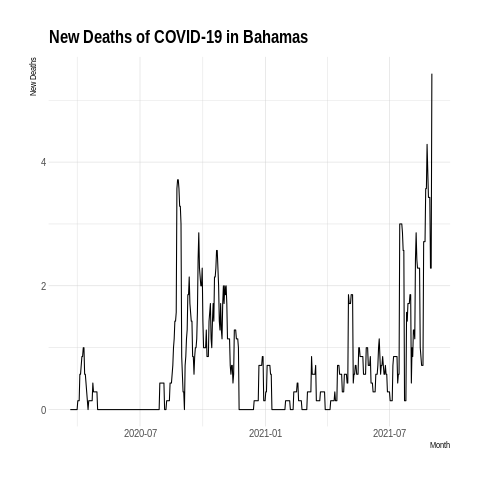 New Deaths of COVID-19 in Bahamas
New Deaths
4
2
0
2020-07 2021-01 2021-07
Month